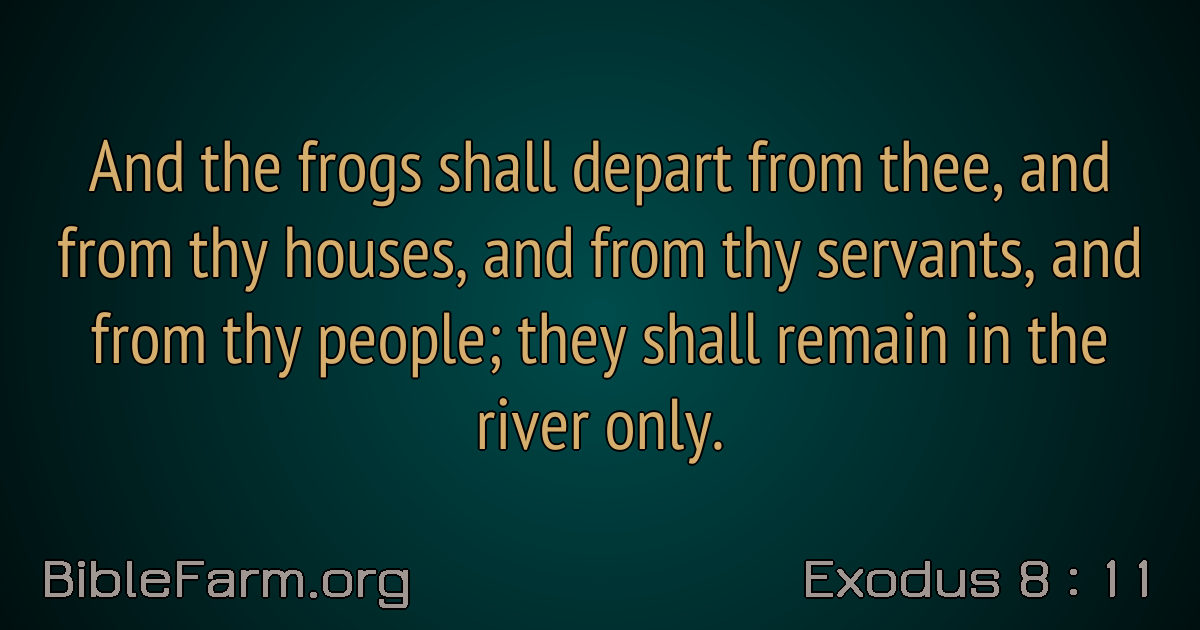 And the frogs shall depart from thee, and
from thy houses, and from thy servants, and
from thy people; they shall remain in the
river only.
BibleFarm.org
Exodus 8 : 11